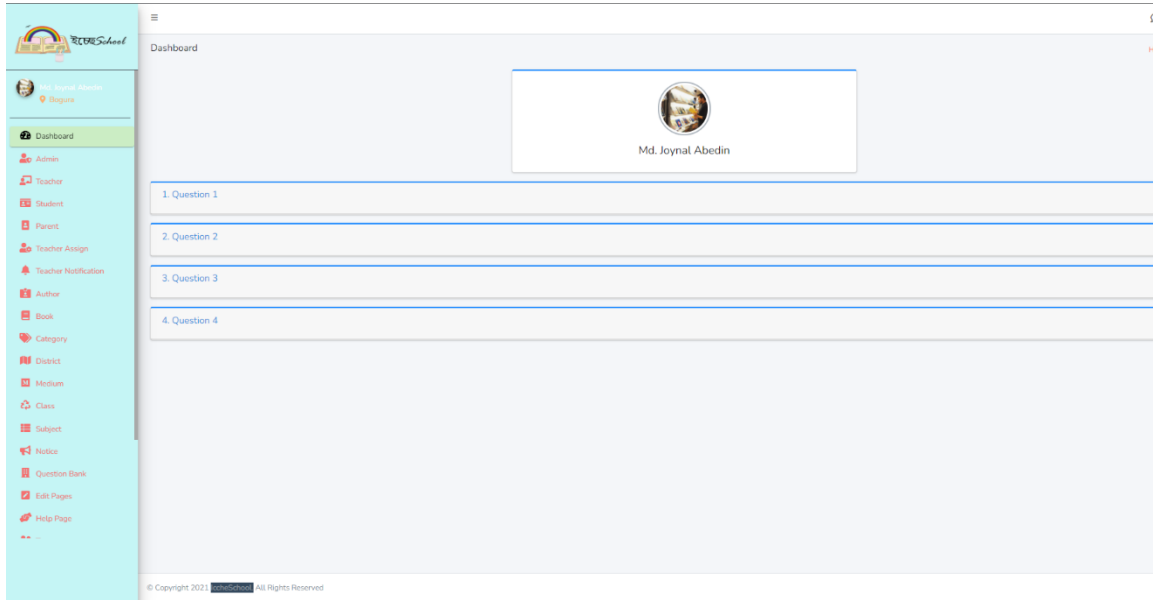 ইচ্ছেSchool
Md. Joynal Abedin
Bogura
Dashboard
Admin
Teacher
Student
Parent
Teacher Assign
Teacher Notification
Author
Book
Category
District
Medium
Class
Subject
Notice
Question Bank
Edit Pages
Help Page
Dashboard
Md. Joynal Abedin
1. Question 1
2. Question 2
3. Question 3
4. Question 4
© Copyright 2021 IccheSchool All Rights Reserved